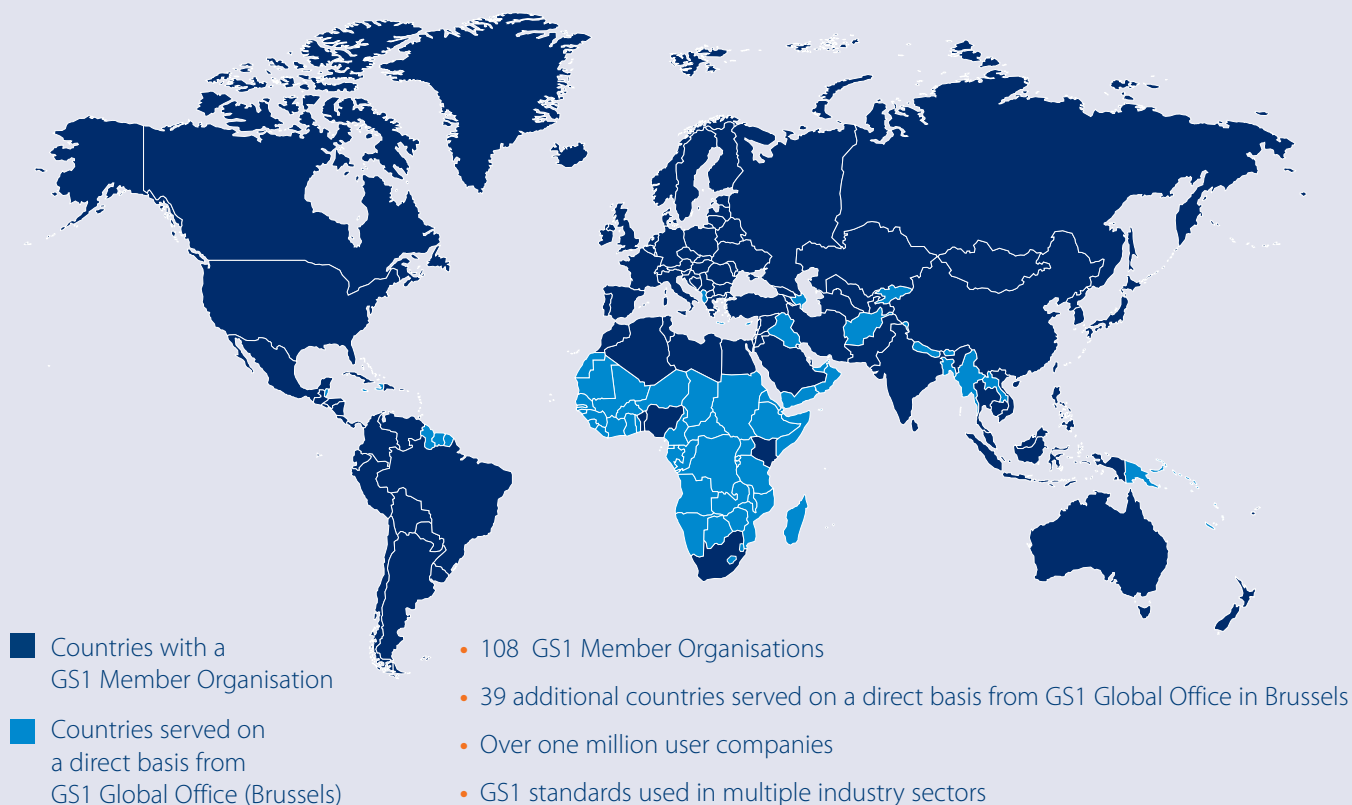 Countries with a
GS1 Member Organisation
Countries served on
a direct basis from
GS1 Global Office (Brussels)
• 108 GS1 Member Organisations
• 39 additional countries served on a direct basis from GS1 Global Office in Brussels
• Over one million user companies
• GS1 standards used in multiple industry sectors